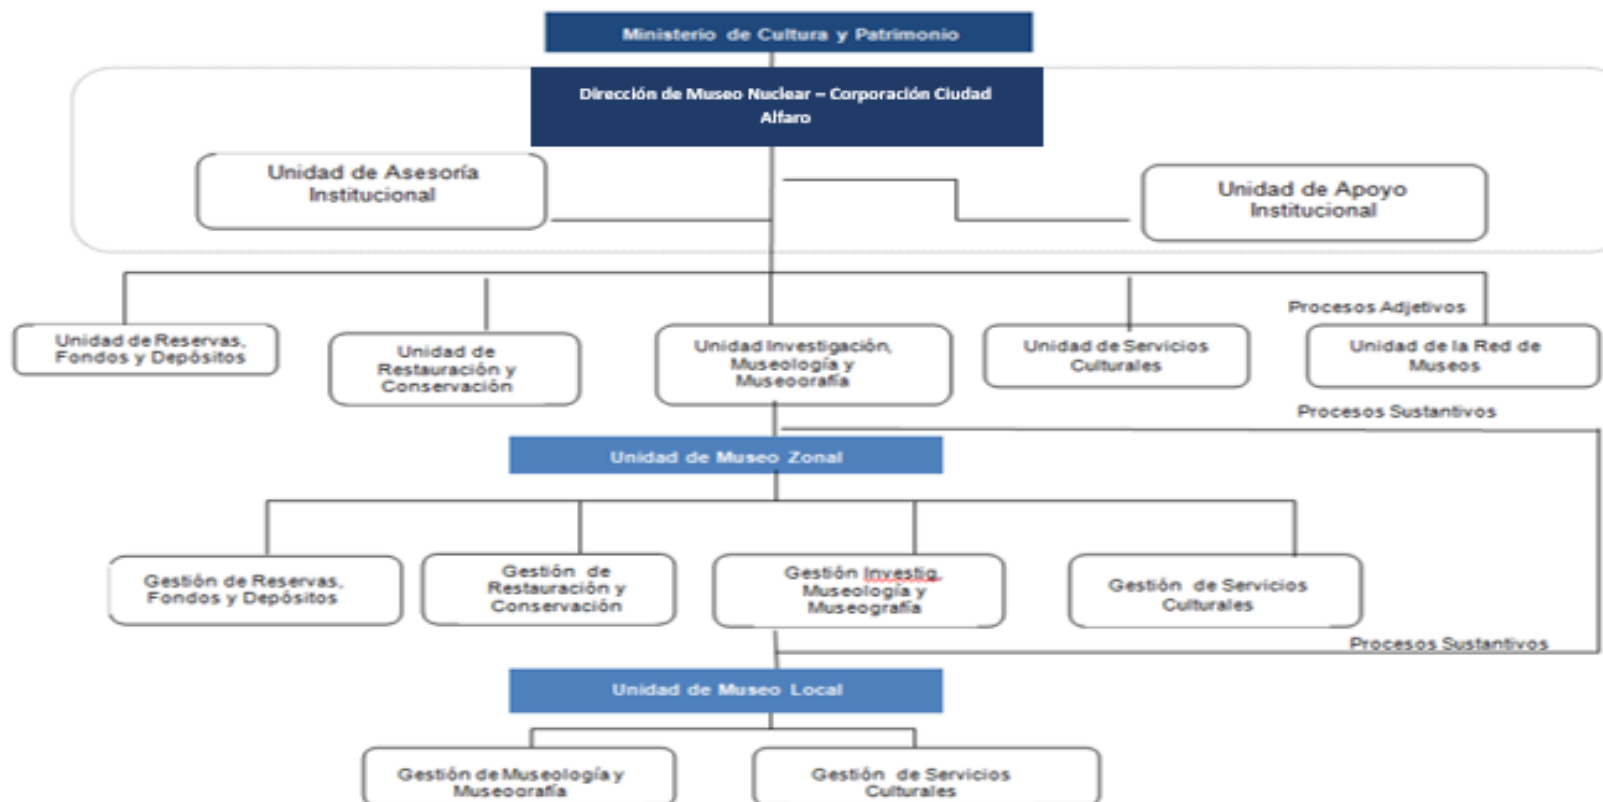 Ministerio de Cultura y Patrimonio
Dirección de Museo Nuclear – Corporación Ciudad
Alfaro
Unidad de Asesoría
Institucional
Unidad de Apoyo
Institucional
Procesos Adjetivos
Unidad de Reservas,
Fondos y Depósitos
Unidad de
Restauración y
Conservación
Unidad Investigación,
Museología y
Museoorafía
Unidad de Servicios
Culturales
Unidad de la Red de
Museos
Procesos Sustantivos
Unidad de Museo Zonal
Gestión de Reservas,
Fondos y Depósitos
Gestión de
Restauración y
Conservación
Gestión Investig,
Museología y
Museografía
Gestión de Servicios
Culturales
Procesos Sustantivos
Unidad de Museo Local
Gestión de Museología y
Museoorafía
Gestión de Servicios
Culturales